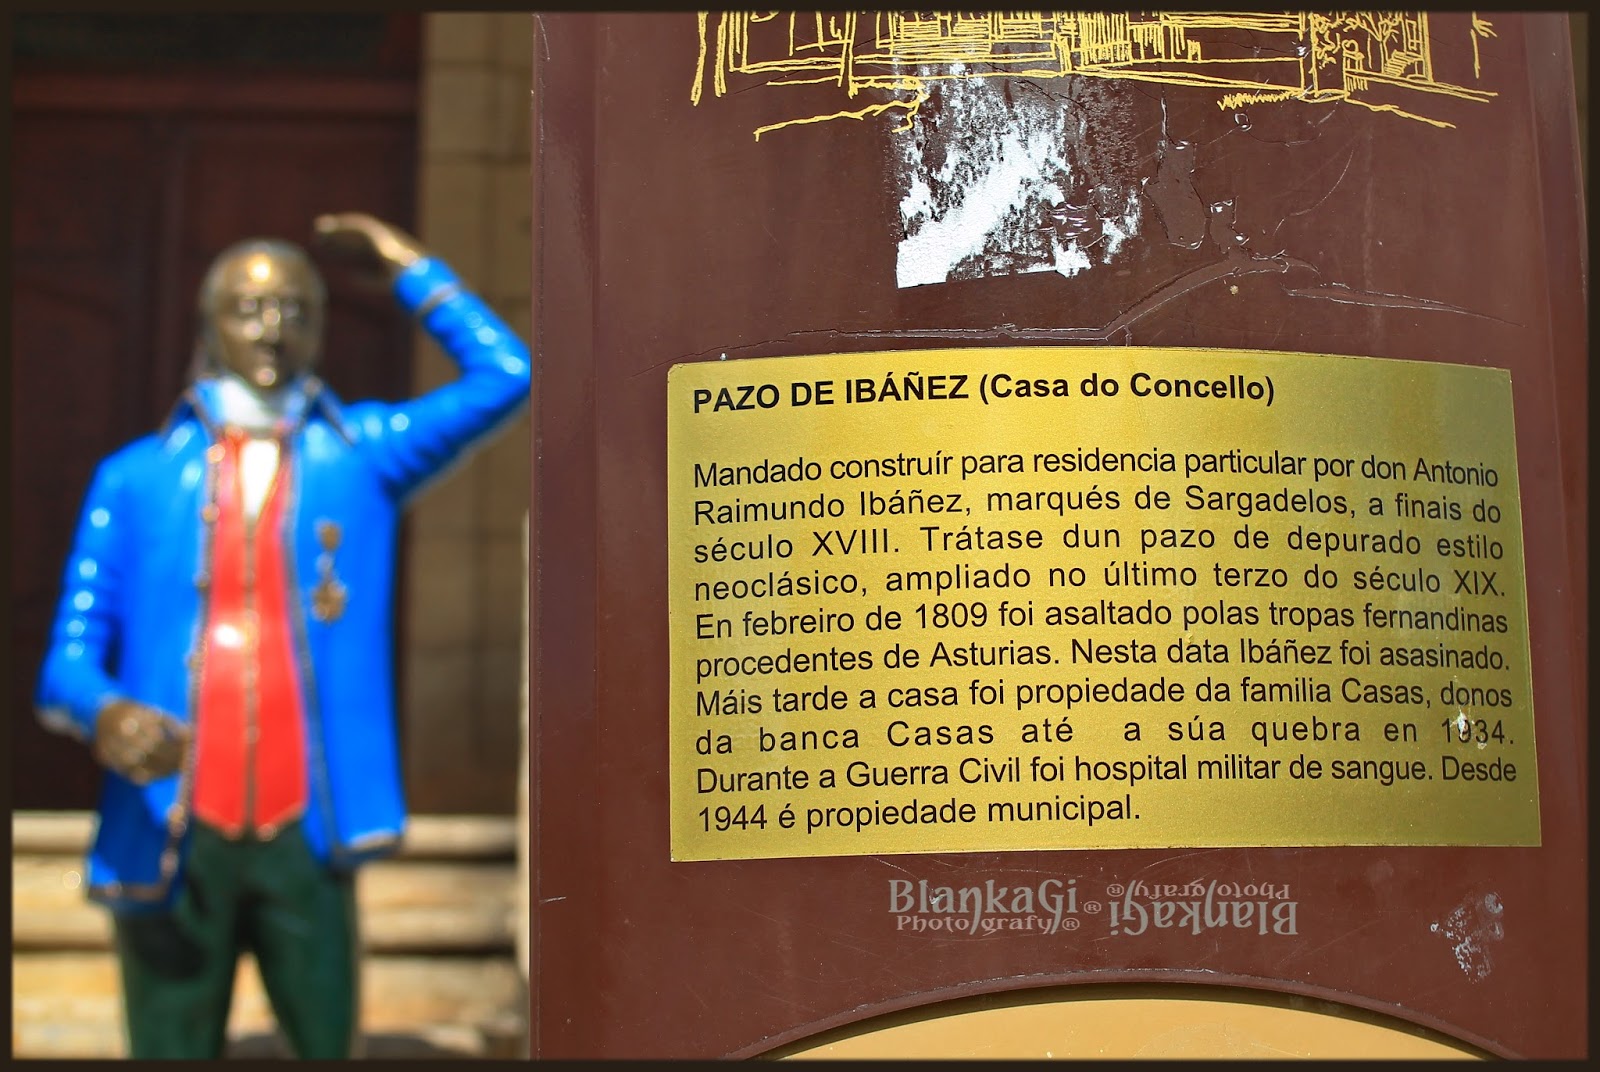 PAZO DE IBÁÑEZ (Casa do Concello)
Mandado construír para residencia particular por don Antonio
Raimundo Ibáñez, marqués de Sargadelos, a finais do
século XVIII. Trátase dun pazo de depurado estilo
neoclásico, ampliado no último terzo do século XIX.
En febreiro de 1809 foi asaltado polas tropas fernandinas
procedentes de Asturias. Nesta data Ibáñez foi asasinado.
Máis tarde a casa foi propiedade da familia Casas, donos
da banca Casas até a súa quebra en 1934.
Durante a Guerra Civil foi hospital militar de sangue. Desde
1944 é propiedade municipal.
BlankaGi® BlankaGi
Photografy® Photografy®